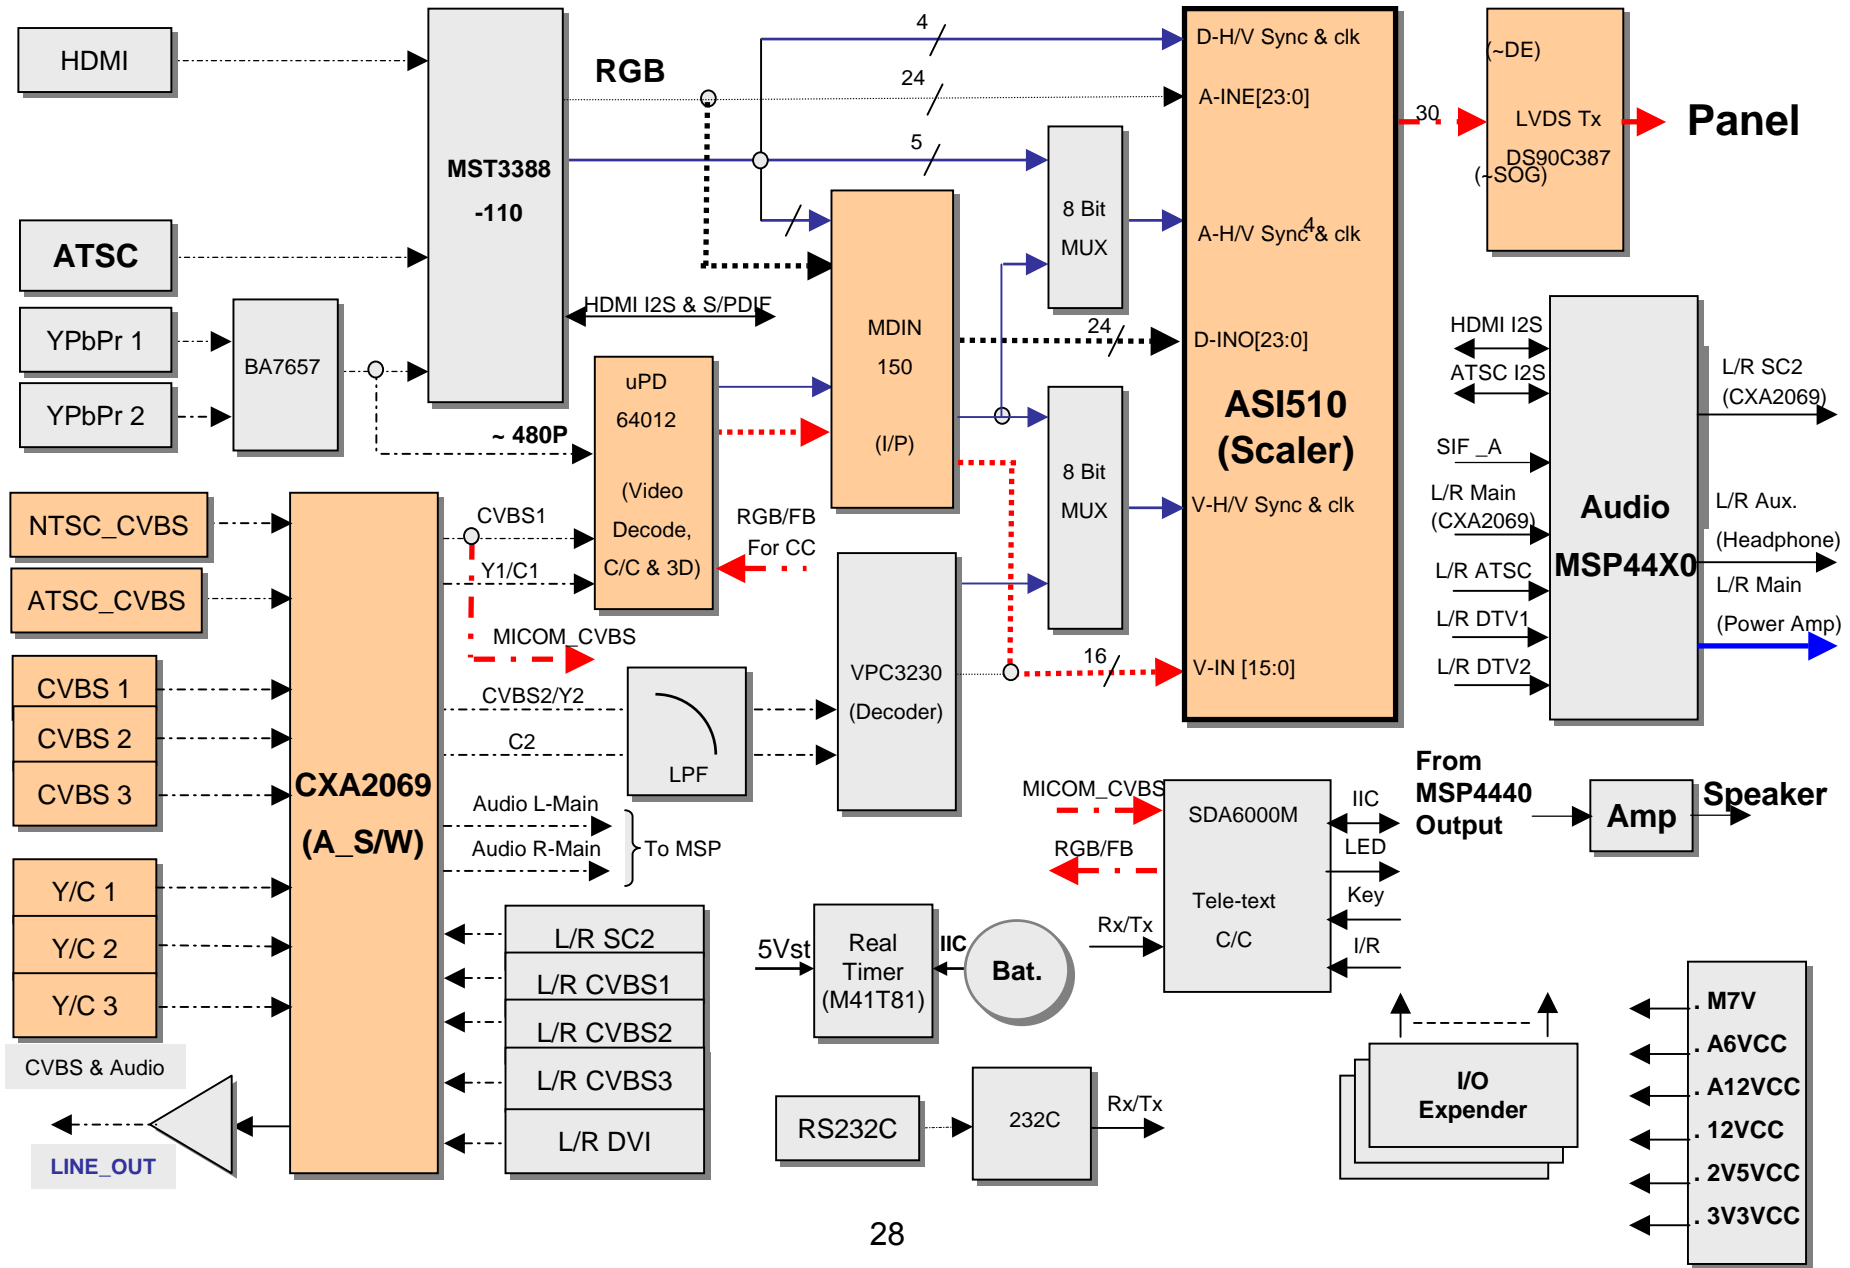 HDMI
ATSC
YPbPr 1
YPbPr 2
BA7657
MST3388
-110
RGB
4
24
5
HDMI I2S & S/PDIF
~ 480P
uPD
64012
(Video
Decode,
C/C & 3D)
RGB/FB
For CC
MDIN
150
(I/P)
8 Bit
MUX
8 Bit
MUX
24
16
D-H/V Sync & clk
A-INE[23:0]
A-H/V Sync & clk
4
D-INO[23:0]
ASI510
(Scaler)
V-H/V Sync & clk
V-IN [15:0]
30
(~DE)
LVDS Tx
DS90C387
(~SOG)
Panel
NTSC_CVBS
ATSC_CVBS
CVBS 1
CVBS 2
CVBS 3
Y/C 1
Y/C 2
Y/C 3
CVBS & Audio
LINE_OUT
CXA2069
(A_S/W)
CVBS1
Y1/C1
MICOM_CVBS
CVBS2/Y2
C2
LPF
VPC3230
(Decoder)
Audio L-Main
Audio R-Main
To MSP
L/R SC2
L/R CVBS1
L/R CVBS2
L/R CVBS3
L/R DVI
HDMI I2S
ATSC I2S
SIF _A
L/R Main
(CXA2069)
L/R ATSC
L/R DTV1
L/R DTV2
Audio
MSP44X0
L/R SC2
(CXA2069)
L/R Aux.
(Headphone)
L/R Main
(Power Amp)
MICOM_CVBS
RGB/FB
Rx/Tx
SDA6000M
Tele-text
C/C
IIC
LED
Key
I/R
From
MSP4440
Output
Amp
Speaker
5Vst
Real
Timer
(M41T81)
IIC
Bat.
RS232C
232C
Rx/Tx
I/O
Expender
. M7V
. A6VCC
. A12VCC
. 12VCC
. 2V5VCC
. 3V3VCC
28